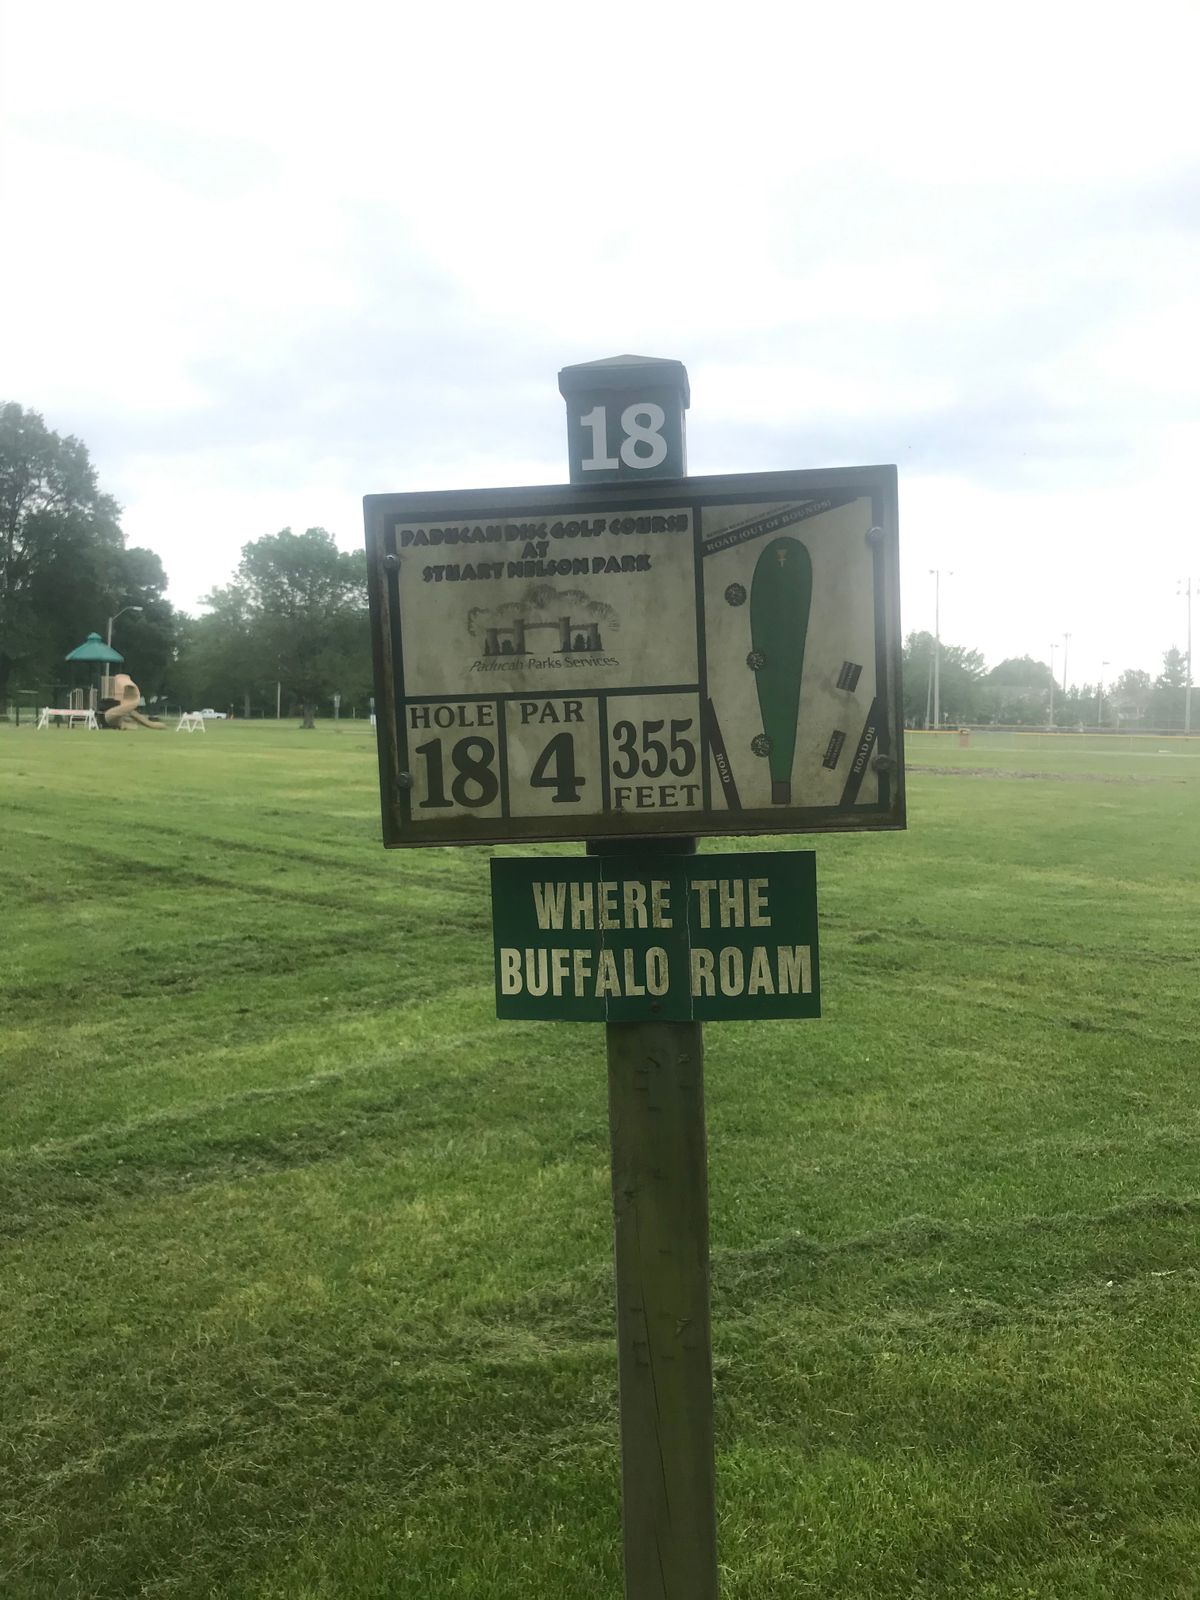 18
PADUCAH DISC GOLF COURSE
AT
STUART NELSON PARK
Paducah Parks Services
HOLE
18
PAR
4
355
FEET
ROAD (OUT OF BOUNDS)
ROAD
ROAD OB
WHERE THE
BUFFALO ROAM